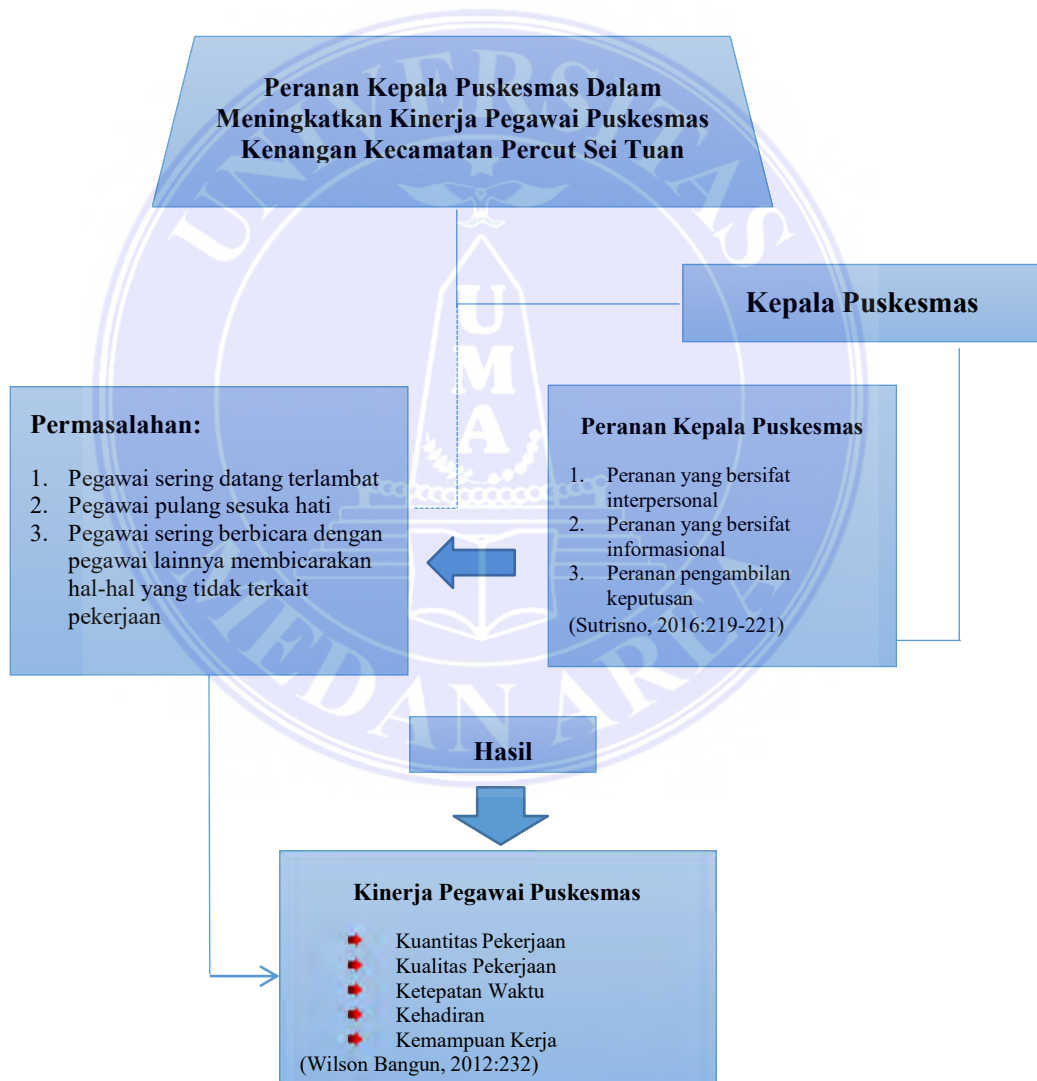 Peranan Kepala Puskesmas Dalam
Meningkatkan Kinerja Pegawai Puskesmas
Kenangan Kecamatan Percut Sei Tuan
Kepala Puskesmas
Permasalahan:
1. Pegawai sering datang terlambat
2. Pegawai pulang sesuka hati
3. Pegawai sering berbicara dengan
pegawai lainnya membicarakan
hal-hal yang tidak terkait
pekerjaan
Peranan Kepala Puskesmas
1. Peranan yang bersifat
interpersonal
2. Peranan yang bersifat
informasional
3. Peranan pengambilan
keputusan
(Sutrisno, 2016:219-221)
Hasil
Kinerja Pegawai Puskesmas
Kuantitas Pekerjaan
Kualitas Pekerjaan
Ketepatan Waktu
Kehadiran
Kemampuan Kerja
(Wilson Bangun, 2012:232)
UNIVERSITAS
MEDAN AREA
UMA